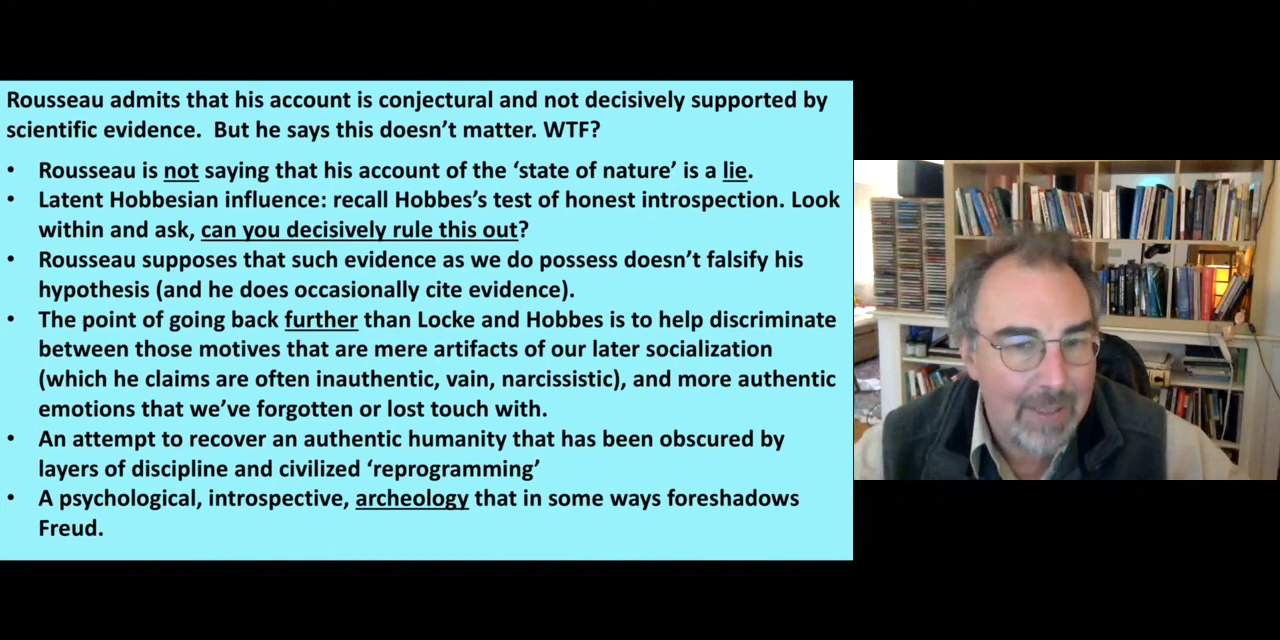 Rousseau admits that his account is conjectural and not decisively supported by
scientific evidence.  But he says this doesn’t matter. WTF?
• Rousseau is not saying that his account of the ‘state of nature’ is a lie.
• Latent Hobbesian influence: recall Hobbes’s test of honest introspection. Look
within and ask, can you decisively rule this out?
• Rousseau supposes that such evidence as we do possess doesn’t falsify his
hypothesis (and he does occasionally cite evidence).
• The point of going back further than Locke and Hobbes is to help discriminate
between those motives that are mere artifacts of our later socialization
(which he claims are often inauthentic, vain, narcissistic), and more authentic
emotions that we’ve forgotten or lost touch with.
• An attempt to recover an authentic humanity that has been obscured by
layers of discipline and civilized ‘reprogramming’
• A psychological, introspective, archeology that in some ways foreshadows
Freud.